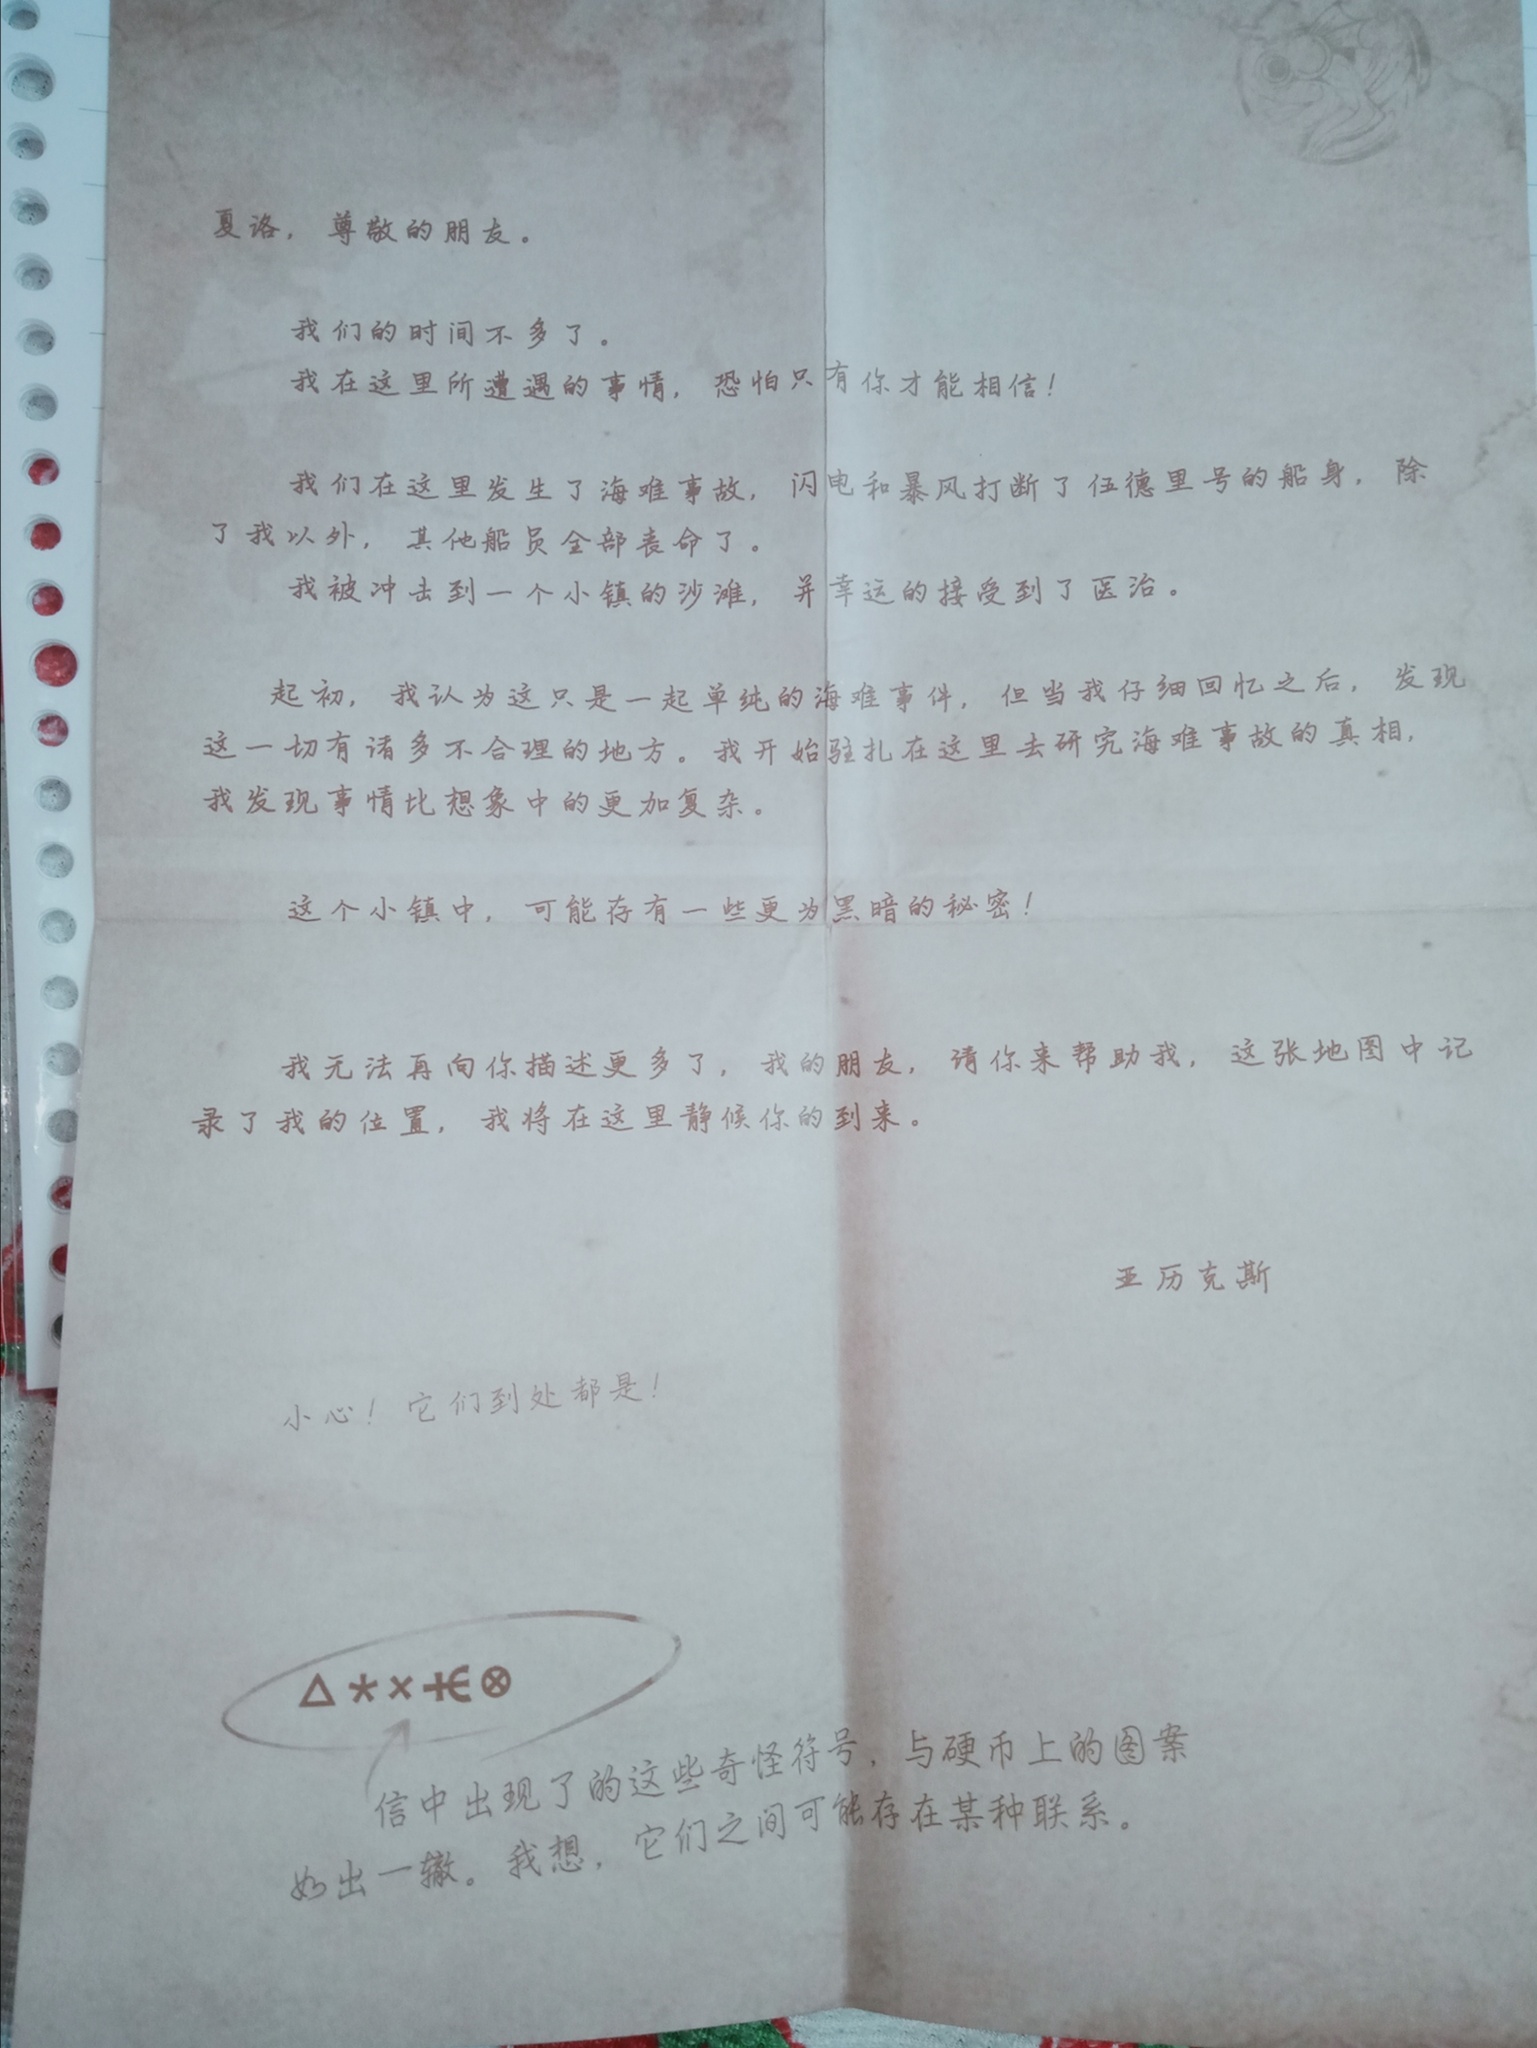 夏洛，尊敬的朋友。
我们的时间不多了。
我在这里所遭遇的事情，恐怕只有你才能相信！
我们在这里发生了海难事故，闪电和暴风打断了伍德里号的船身，除
了我以外，其他船员全部丧命了。
我被冲击到一个小镇的沙滩，并幸运的接受到了医治。
起初，我认为这只是一起单纯的海难事件，但当我仔细回忆之后，发现
这一切有诸多不合理的地方。我开始驻扎在这里去研究海难事故的真相，
我发现事情比想象中的更加复杂。
这个小镇中，可能存有一些更为黑暗的秘密！
我无法再向你描述更多了，我的朋友，请你来帮助我，这张地图中记
录了我的位置，我将在这里静候你的到来。
亚历克斯
小心！它们到处都是！
信中出现了的这些奇怪符号，与硬币上的图案
如出一辙。我想，它们之间可能存在某种联系。